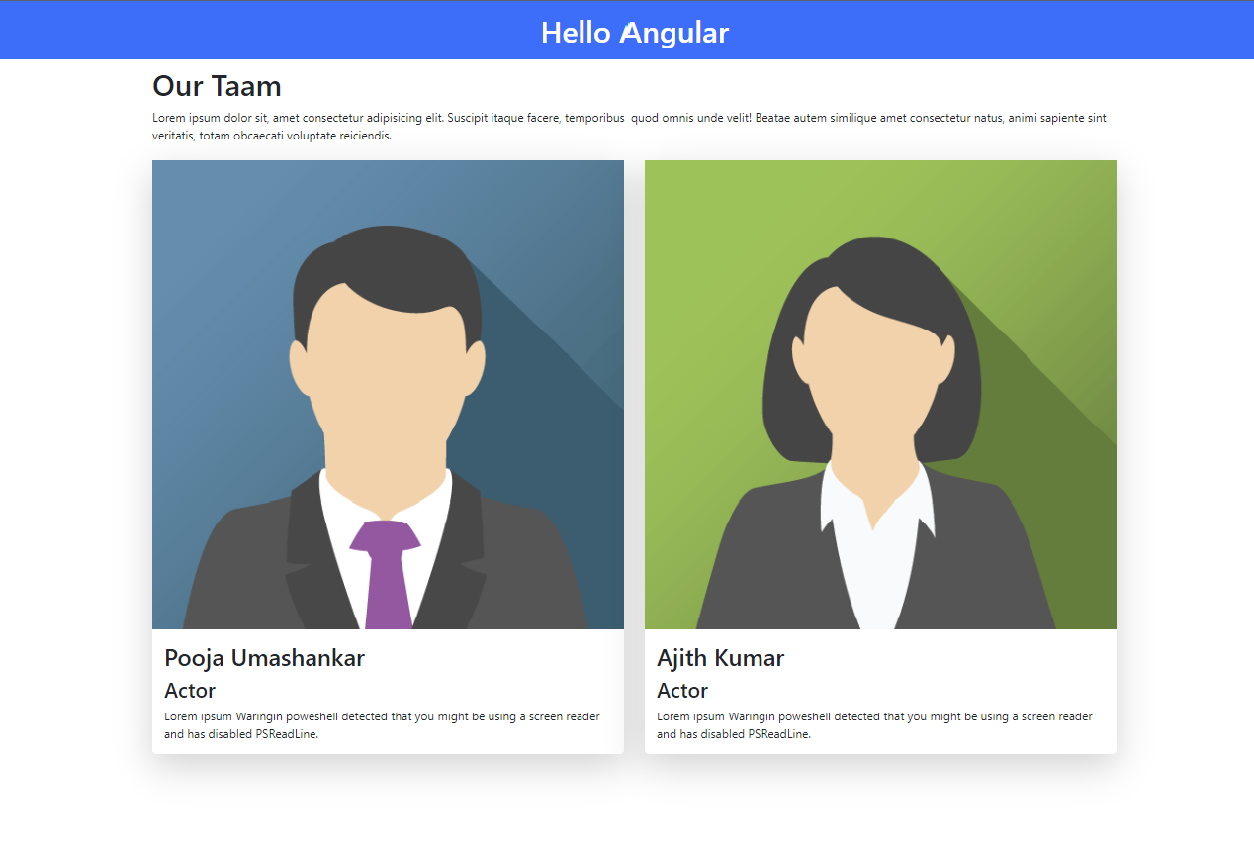 Hello Angular
Our Taam
Lorem ipsum dolor sit, amet consectetur adipisicing elit. Suscipit itaque facere, temporibus quod omnis unde velit! Beatae autem similique amet consectetur natus, animi sapiente sint
veritatis, totam obcaecati voluptate reiciendis.
Pooja Umashankar
Actor
Lorem ipsum Waringin poweshell detected that you might be using a screen reader
and has disabled PSReadLine.
Ajith Kumar
Actor
Lorem ipsum Waringin poweshell detected that you might be using a screen reader
and has disabled PSReadLine.